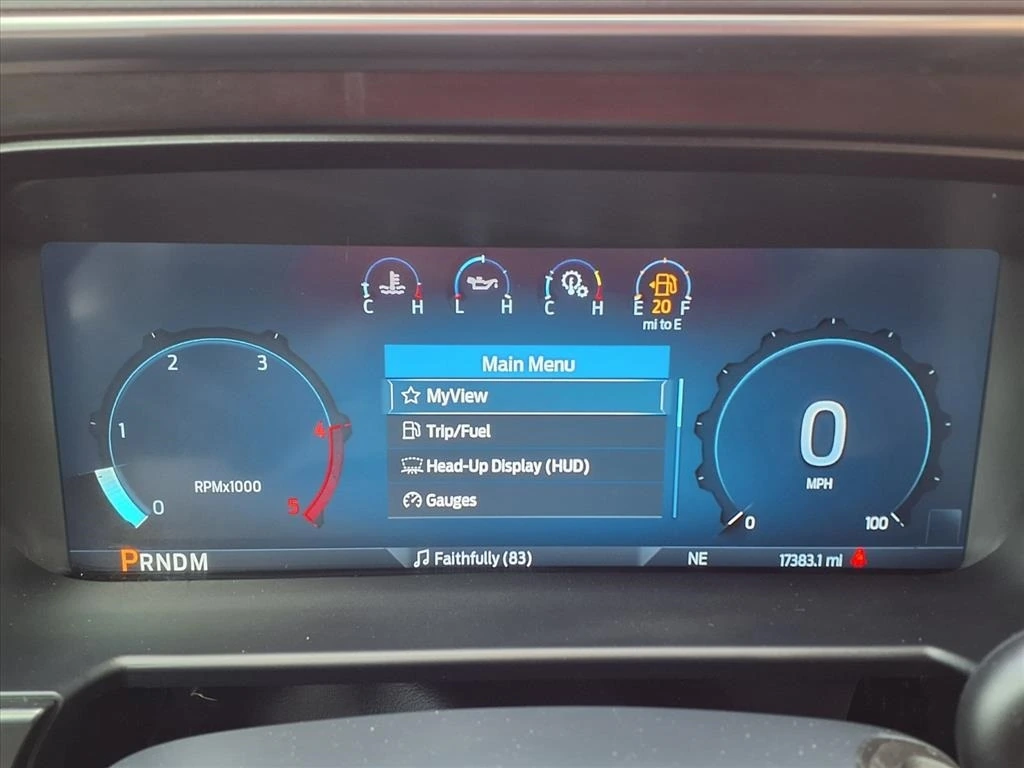 C H
L H
C H
E 20 F
mi to E
Main Menu
MyView
Trip/Fuel
Head-Up Display (HUD)
Gauges
0 1 2 3 4 5
RPMx1000
0
MPH
0 100
PRNDM
Faithfully (83)
NE
17383.1 mi